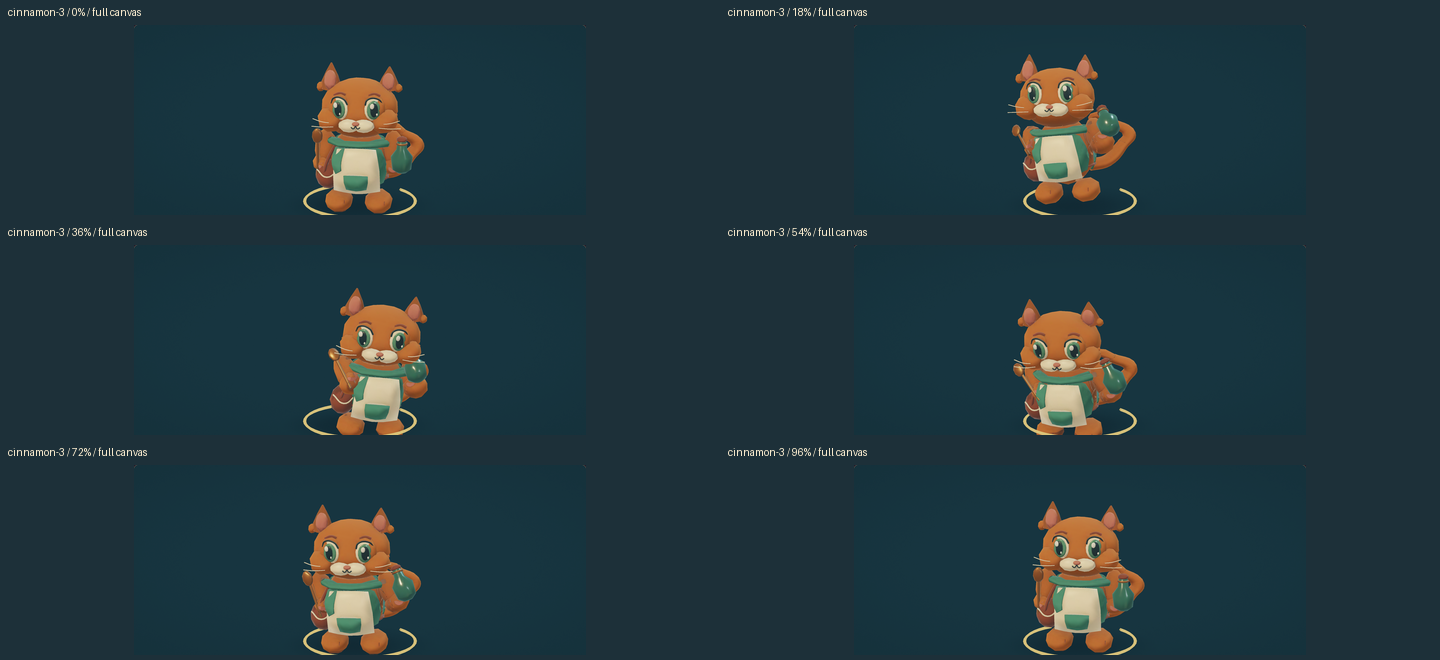 cinnamon-3 / 0% / full canvas
cinnamon-3 / 18% / full canvas
cinnamon-3 / 36% / full canvas
cinnamon-3 / 54% / full canvas
cinnamon-3 / 72% / full canvas
cinnamon-3 / 96% / full canvas